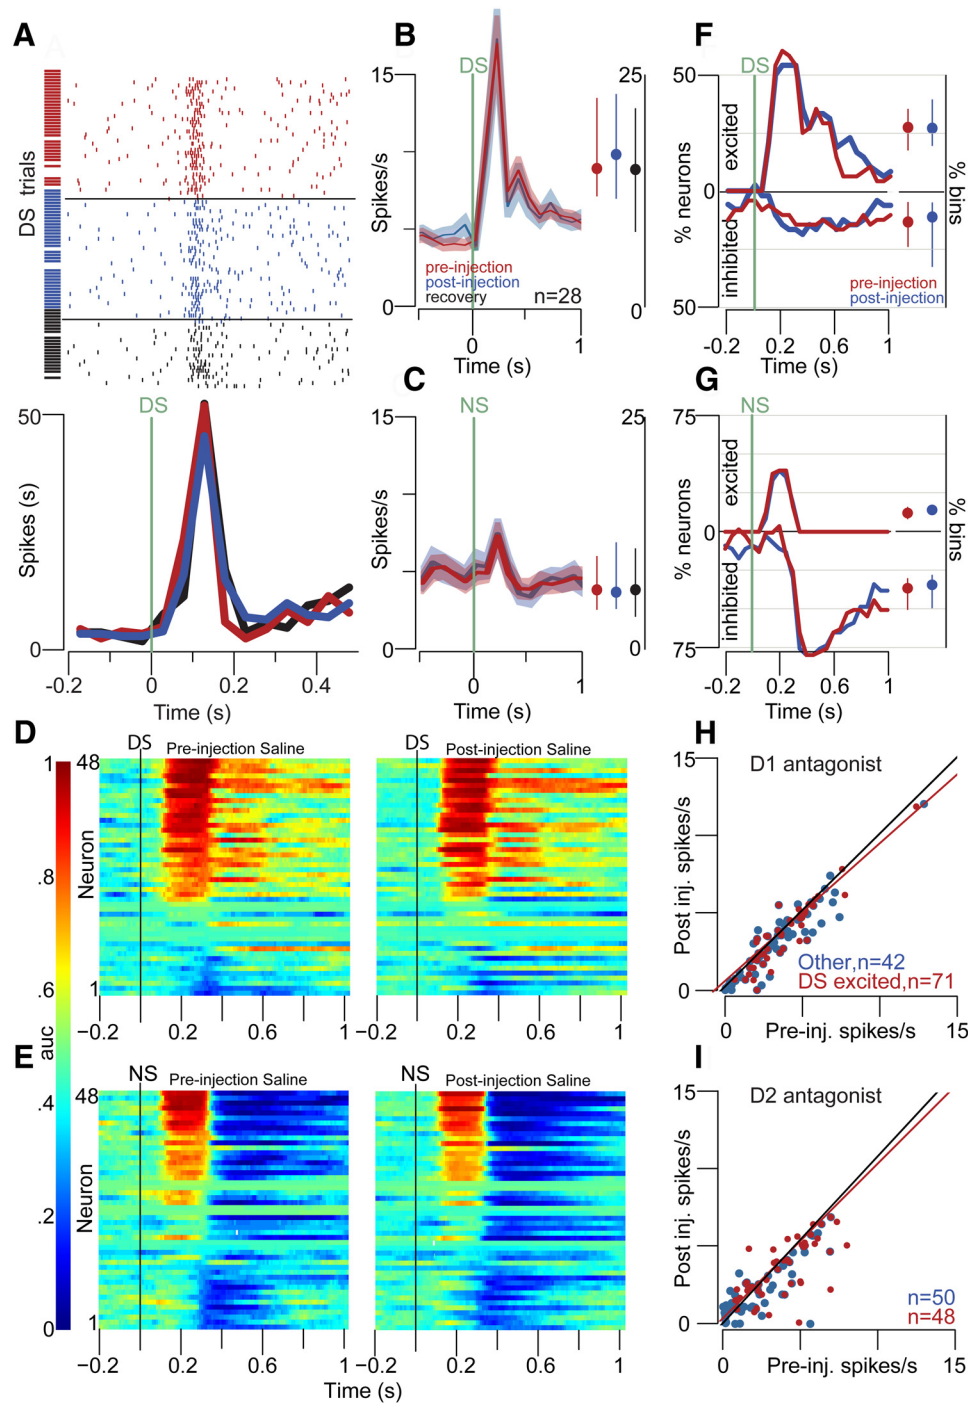 A
DS trials
DS
50
0
Spikes (s)
-0.2
0
0.2
0.4
Time (s)
B
DS
15
25
Spikes/s
pre-injection
post-injection
recovery
n=28
0
0
0
1
Time (s)
C
NS
15
25
Spikes/s
0
0
0
1
Time (s)
F
DS
50
excited
0
inhibited
50
% neurons
% bins
pre-injection
post-injection
-0.2
0.2
0.6
1
Time (s)
G
NS
75
excited
0
inhibited
75
% neurons
% bins
-0.2
0.2
0.6
1
Time (s)
D
DS
Pre-injection Saline
DS
Post-injection Saline
1
.8
.6
.4
.2
0
auc
48
Neuron
1
−0.2
0.2
0.6
1
−0.2
0.2
0.6
1
E
NS
Pre-injection Saline
NS
Post-injection Saline
48
Neuron
1
−0.2
0.2
0.6
1
−0.2
0.2
0.6
1
Time (s)
H
D1 antagonist
15
Post inj. spikes/s
Other,n=42
DS excited,n=71
0
0
Pre-inj. spikes/s
15
I
D2 antagonist
15
Post inj. spikes/s
n=50
n=48
0
0
Pre-inj. spikes/s
15